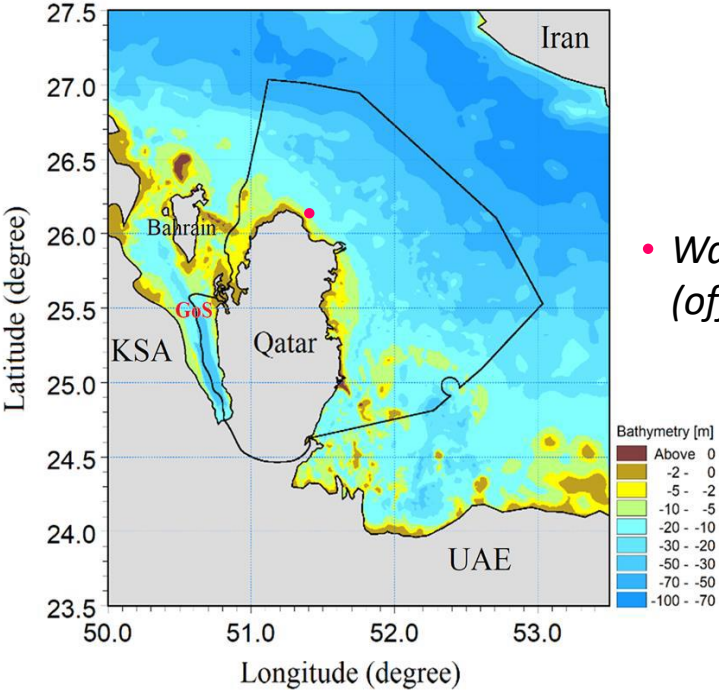 27.5
27.0
26.5
26.0
25.5
25.0
24.5
24.0
23.5
Latitude (degree)
50.0 51.0 52.0 53.0
Longitude (degree)
Iran
Bahrain
GoS
KSA
Qatar
UAE
Bathymetry [m]
Above 0
-2 - 0
-5 - -2
-10 - -5
-20 - -10
-30 - -20
-50 - -30
-70 - -50
-100 - -70
•